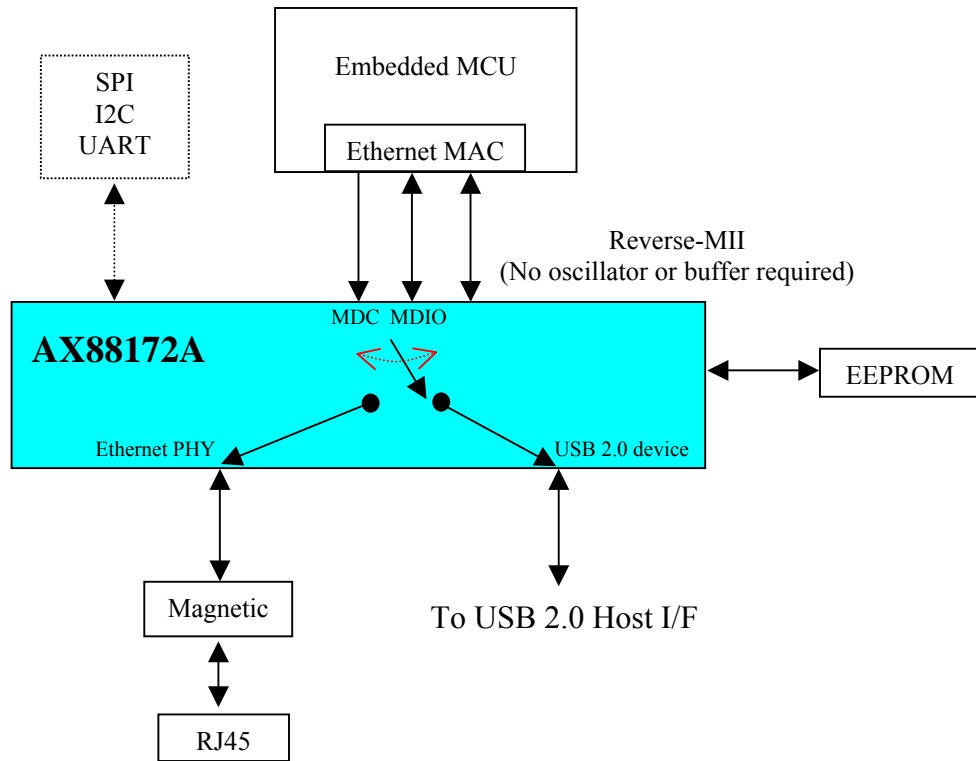 SPI
I2C
UART
Embedded MCU
Ethernet MAC
Reverse-MII
(No oscillator or buffer required)
MDC MDIO
AX88172A
EEPROM
Ethernet PHY
USB 2.0 device
Magnetic
To USB 2.0 Host I/F
RJ45